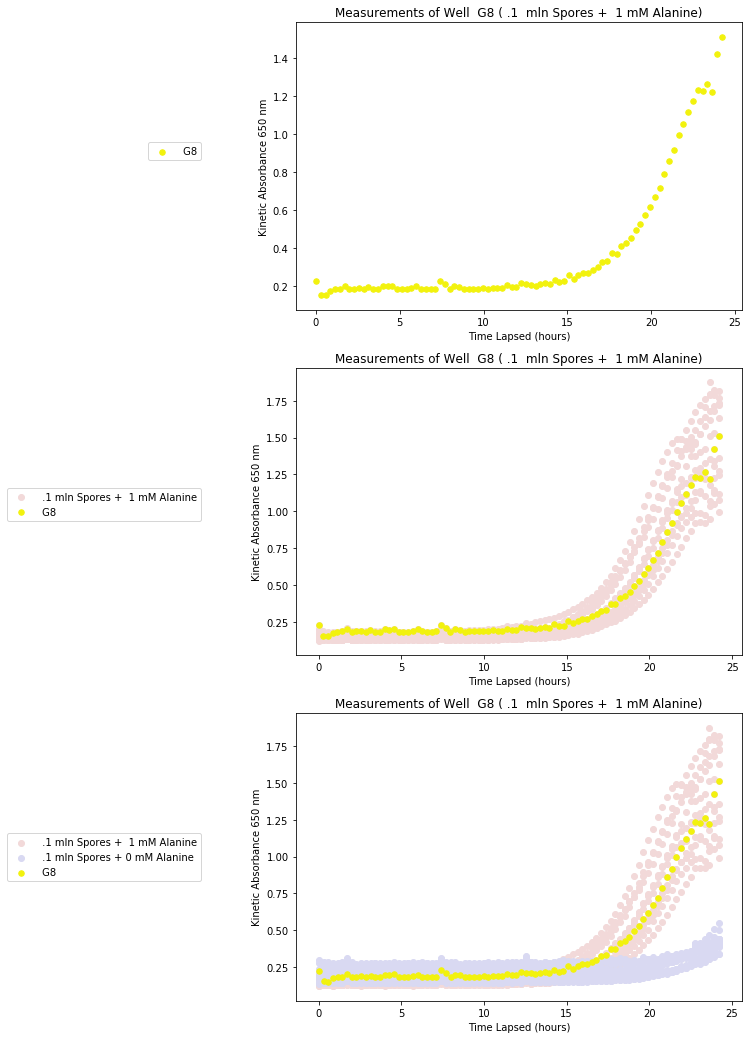 Measurements of Well  G8 ( .1  mln Spores +  1 mM Alanine)
G8
Kinetic Absorbance 650 nm
1.4
1.2
1.0
0.8
0.6
0.4
0.2
0 5 10 15 20 25
Time Lapsed (hours)
Measurements of Well  G8 ( .1  mln Spores +  1 mM Alanine)
.1 mln Spores +  1 mM Alanine
G8
Kinetic Absorbance 650 nm
1.75
1.50
1.25
1.00
0.75
0.50
0.25
0 5 10 15 20 25
Time Lapsed (hours)
Measurements of Well  G8 ( .1  mln Spores +  1 mM Alanine)
.1 mln Spores +  1 mM Alanine
.1 mln Spores + 0 mM Alanine
G8
Kinetic Absorbance 650 nm
1.75
1.50
1.25
1.00
0.75
0.50
0.25
0 5 10 15 20 25
Time Lapsed (hours)